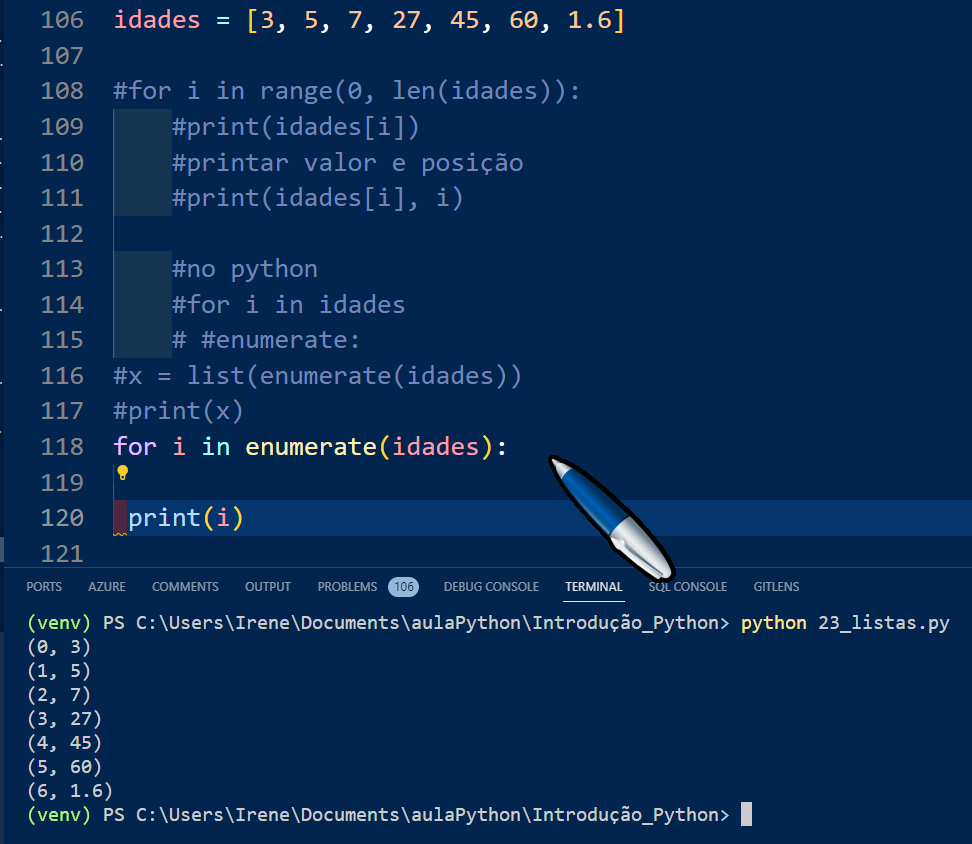 106 idades = [3, 5, 7, 27, 45, 60, 1.6]
107
108 #for i in range(0, len(idades)):
109     #print(idades[i])
110     #printar valor e posição
111     #print(idades[i], i)
112
113     #no python
114     #for i in idades
115     # #enumerate:
116 #x = list(enumerate(idades))
117 #print(x)
118 for i in enumerate(idades):
119
120  print(i)
121
PORTS AZURE COMMENTS OUTPUT PROBLEMS 106 DEBUG CONSOLE TERMINAL SQL CONSOLE GITLENS
(venv) PS C:\Users\Irene\Documents\aulaPython\Introdução_Python> python 23_listas.py
(0, 3)
(1, 5)
(2, 7)
(3, 27)
(4, 45)
(5, 60)
(6, 1.6)
(venv) PS C:\Users\Irene\Documents\aulaPython\Introdução_Python>